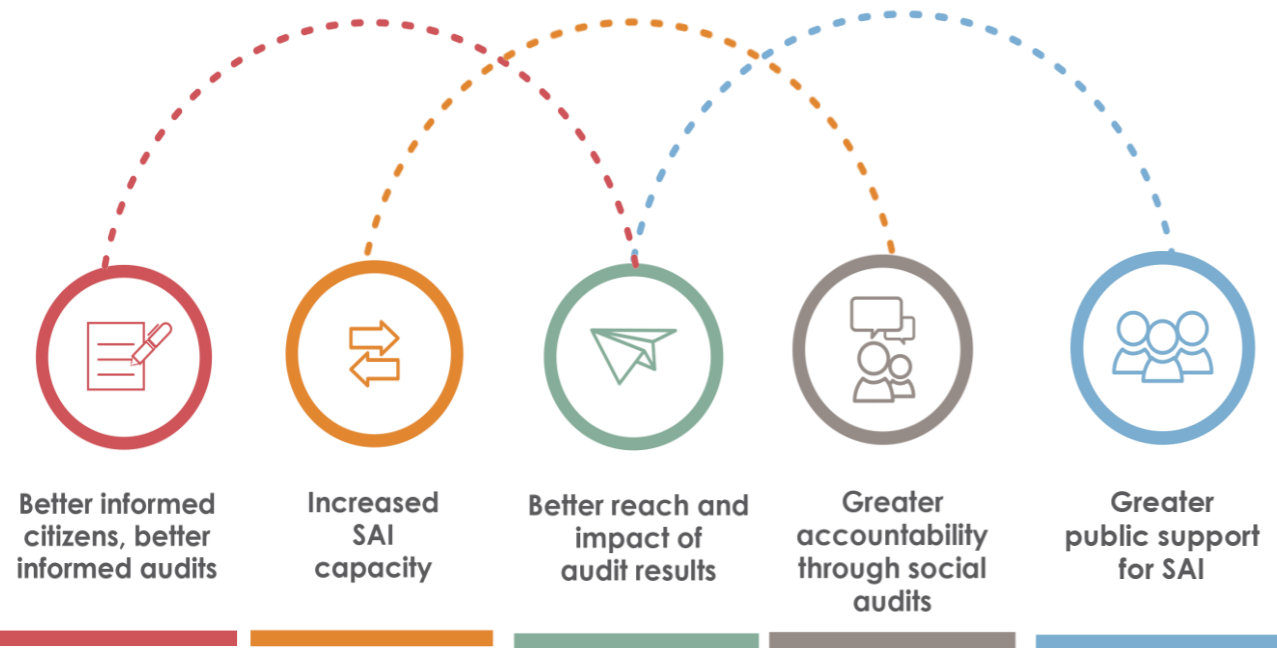 Better informed
citizens, better
informed audits
Increased
SAI
capacity
Better reach and
impact of
audit results
Greater
accountability
through social
audits
Greater
public support
for SAI